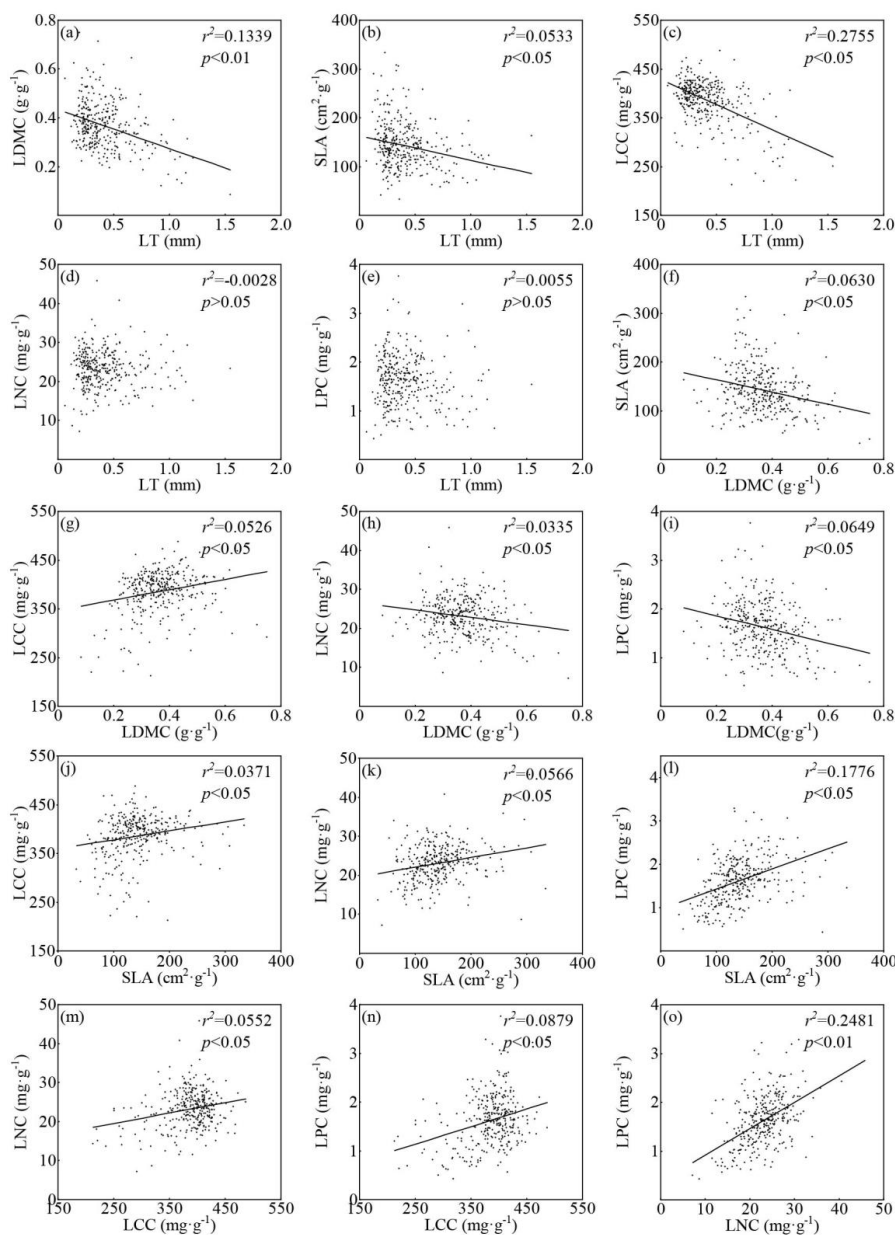 (a)
r²=0.1339
p<0.01
LDMC (g·g⁻¹)
0.8
0.6
0.4
0.2
0
0.5
1.0
1.5
2.0
LT (mm)
(b)
r²=0.0533
p<0.05
SLA (cm²·g⁻¹)
400
300
200
100
0
0
0.5
1.0
1.5
2.0
LT (mm)
(c)
r²=0.2755
p<0.05
LCC (mg·g⁻¹)
550
450
350
250
150
0
0.5
1.0
1.5
2.0
LT (mm)
(d)
r²=-0.0028
p>0.05
LNC (mg·g⁻¹)
50
40
30
20
10
0
0.5
1.0
1.5
2.0
LT (mm)
(e)
r²=0.0055
p>0.05
LPC (mg·g⁻¹)
4
3
2
1
0
0.5
1.0
1.5
2.0
LT (mm)
(f)
r²=0.0630
p<0.05
SLA (cm²·g⁻¹)
400
300
200
100
0
0.2
0.4
0.6
0.8
LDMC (g·g⁻¹)
(g)
r²=0.0526
p<0.05
LCC (mg·g⁻¹)
550
450
350
250
150
0
0.2
0.4
0.6
0.8
LDMC (g·g⁻¹)
(h)
r²=0.0335
p<0.05
LNC (mg·g⁻¹)
50
40
30
20
10
0
0.2
0.4
0.6
0.8
LDMC (g·g⁻¹)
(i)
r²=0.0649
p<0.05
LPC (mg·g⁻¹)
4
3
2
1
0
0.2
0.4
0.6
0.8
LDMC(g·g⁻¹)
(j)
r²=0.0371
p<0.05
LCC (mg·g⁻¹)
550
450
350
250
150
0
100
200
300
400
SLA (cm²·g⁻¹)
(k)
r²=0.0566
p<0.05
LNC (mg·g⁻¹)
50
40
30
20
10
0
100
200
300
400
SLA (cm²·g⁻¹)
(l)
r²=0.1776
p<0.05
LPC (mg·g⁻¹)
4
3
2
1
0
100
200
300
400
SLA (cm²·g⁻¹)
(m)
r²=0.0552
p<0.05
LNC (mg·g⁻¹)
50
40
30
20
10
0
150
250
350
450
550
LCC (mg·g⁻¹)
(n)
r²=0.0879
p<0.05
LPC (mg·g⁻¹)
4
3
2
1
0
150
250
350
450
550
LCC (mg·g⁻¹)
(o)
r²=0.2481
p<0.01
LPC (mg·g⁻¹)
4
3
2
1
0
10
20
30
40
50
LNC (mg·g⁻¹)